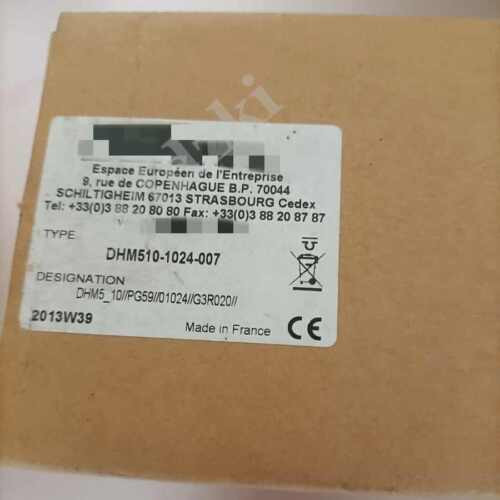 Espace Européen de l'Entreprise
9, rue de COPENHAGUE B.P. 70044
SCHILTIGHEIM 67013 STRASBOURG Cedex
Tel: +33(0)3 88 20 80 80 Fax: +33(0)3 88 20 87 87
TYPE
DHM510-1024-007
DESIGNATION
DHM5_10//PG59//01024//G3R020//
2013W39
Made in France
CE